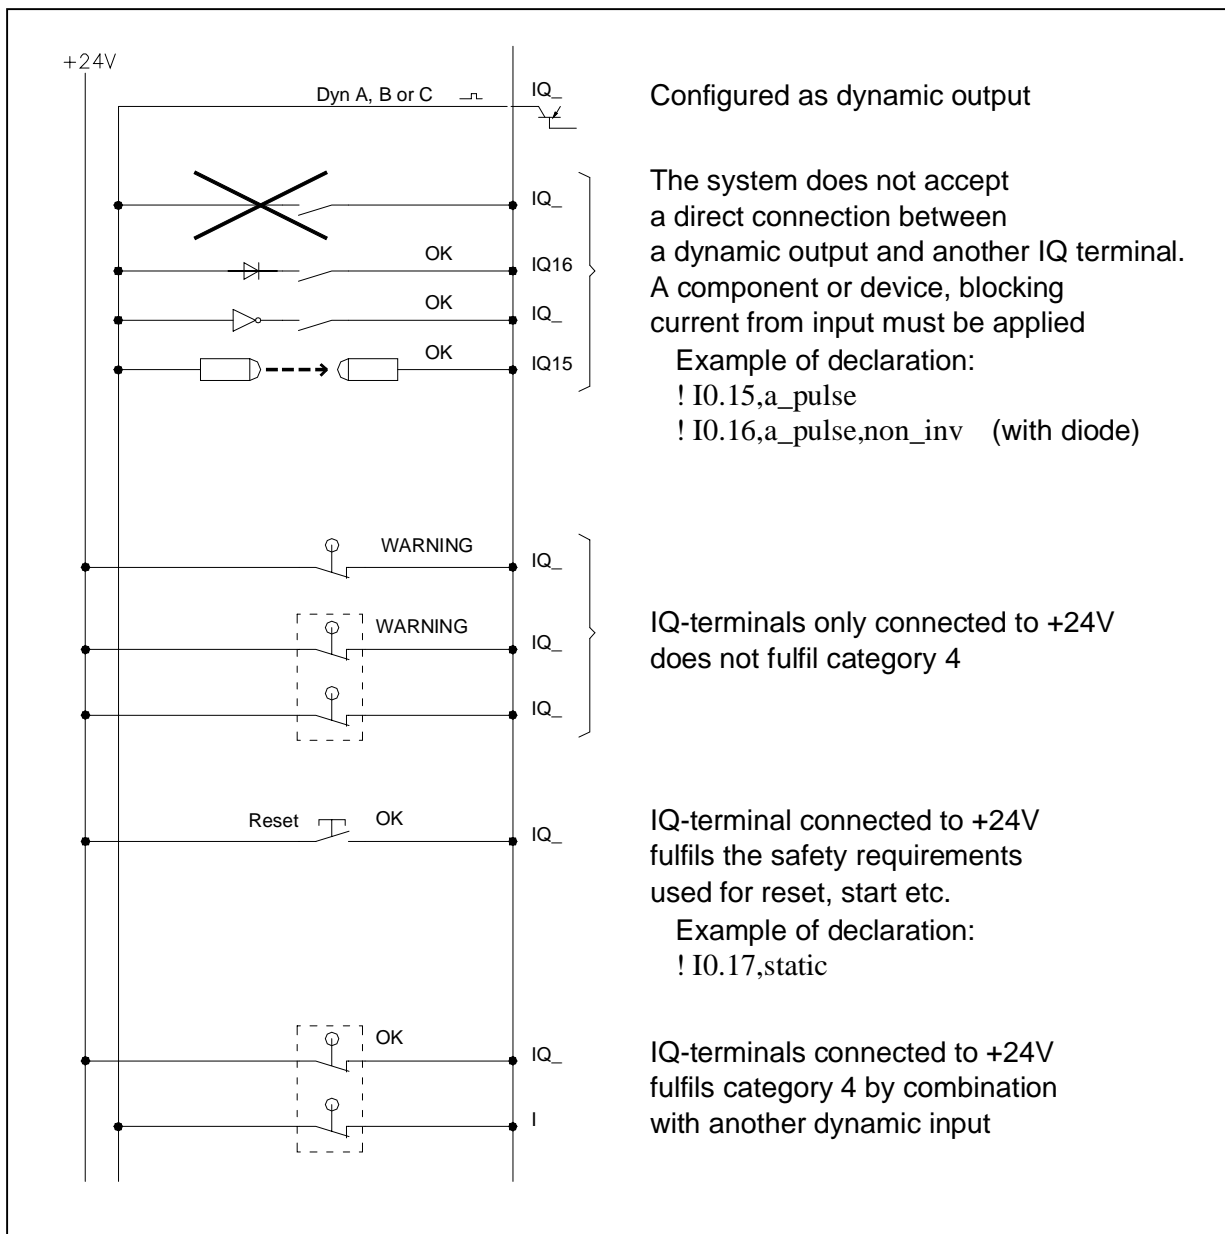 +24V
Dyn A, B or C
IQ_
Configured as dynamic output
IQ_
The system does not accept
a direct connection between
a dynamic output and another IQ terminal.
A component or device, blocking
current from input must be applied
OK
IQ16
OK
IQ_
OK
IQ15
Example of declaration:
! I0.15,a_pulse
! I0.16,a_pulse,non_inv (with diode)
WARNING
IQ_
WARNING
IQ_
IQ_
IQ-terminals only connected to +24V
does not fulfil category 4
Reset
OK
IQ_
IQ-terminal connected to +24V
fulfils the safety requirements
used for reset, start etc.
Example of declaration:
! I0.17,static
OK
IQ_
I
IQ-terminals connected to +24V
fulfils category 4 by combination
with another dynamic input